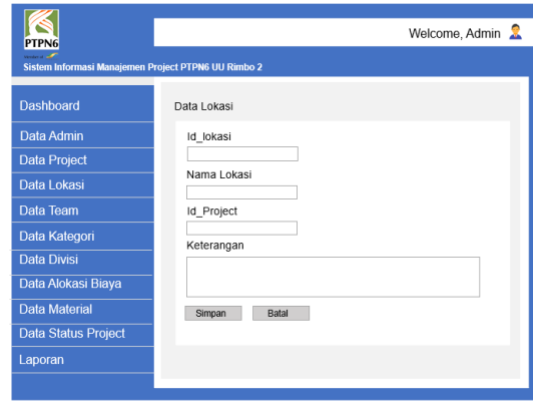 PTPN6
Welcome, Admin
Sistem Informasi Manajemen Project PTPN6 UU Rimbo 2
Dashboard
Data Admin
Data Project
Data Lokasi
Data Team
Data Kategori
Data Divisi
Data Alokasi Biaya
Data Material
Data Status Project
Laporan
Data Lokasi
Id_lokasi
Nama Lokasi
Id_Project
Keterangan
Simpan
Batal